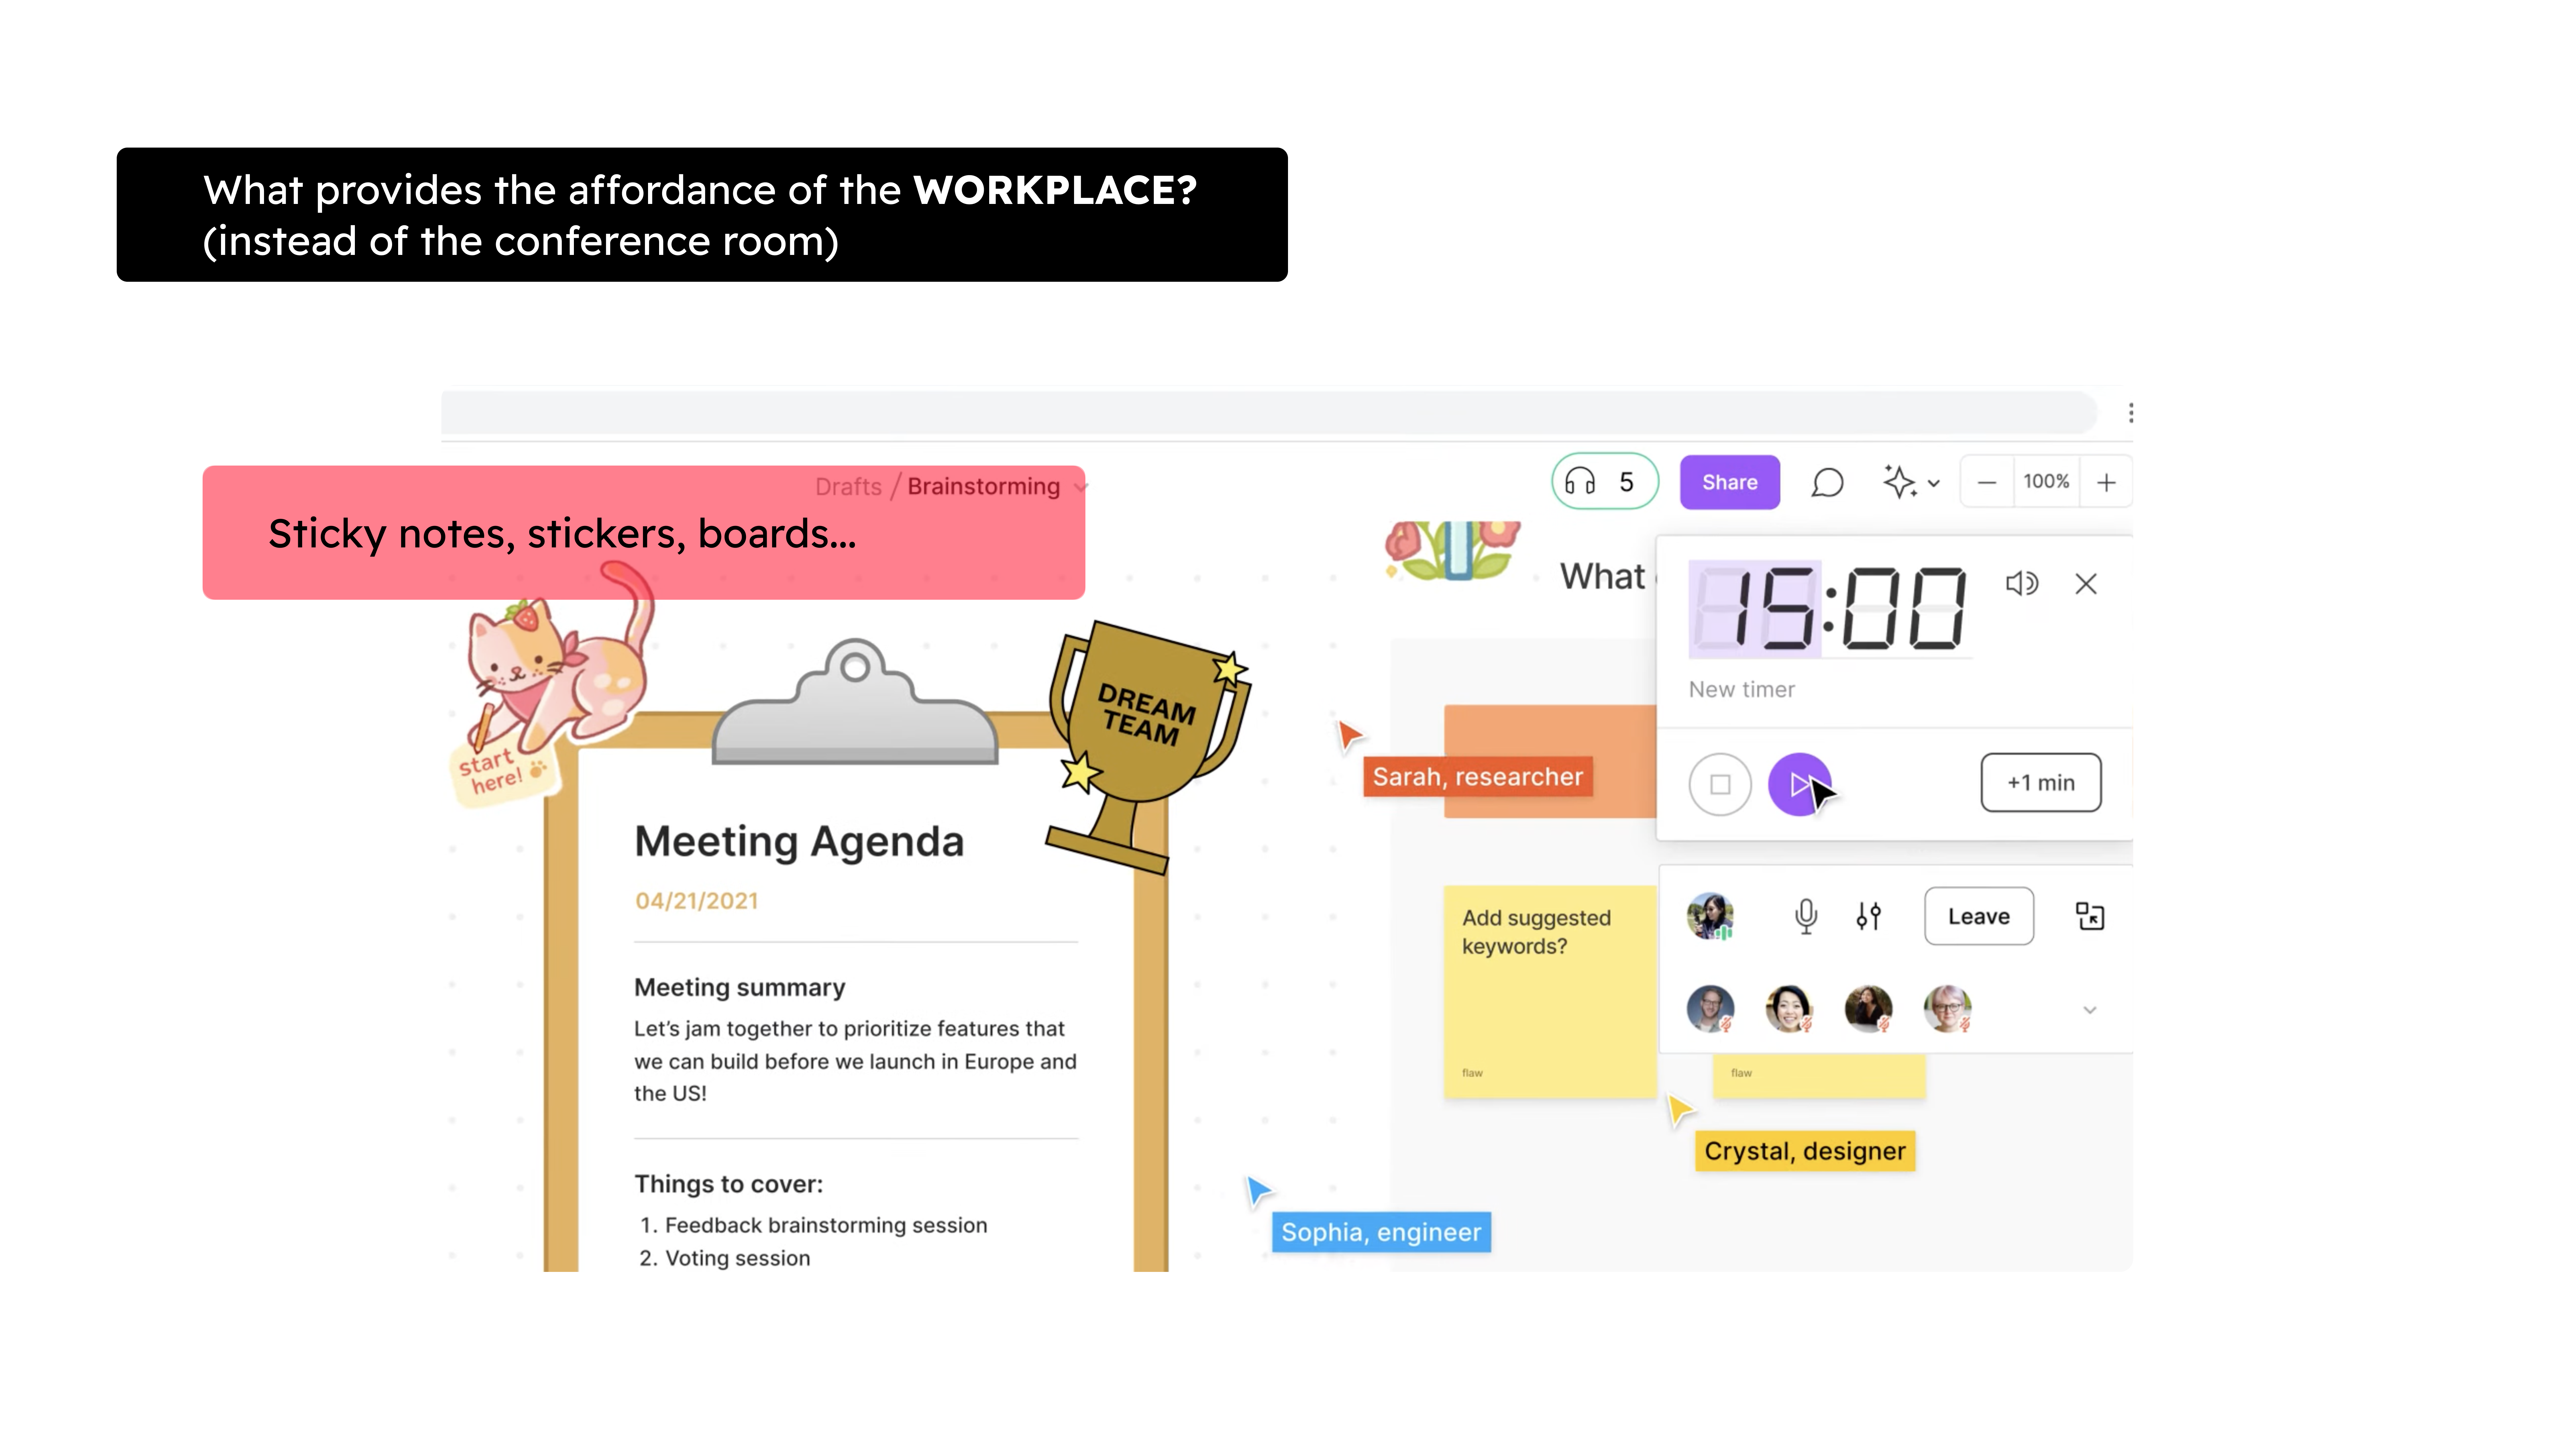 What provides the affordance of the WORKPLACE?
(instead of the conference room)
Drafts / Brainstorming
Sticky notes, stickers, boards...
5
Share
100%
What
15:00
New timer
+1 min
start
here!
DREAM
TEAM
Sarah, researcher
Meeting Agenda
04/21/2021
Meeting summary
Let's jam together to prioritize features that
we can build before we launch in Europe and
the US!
Things to cover:
1. Feedback brainstorming session
2. Voting session
Add suggested
keywords?
flaw
Leave
flaw
Crystal, designer
Sophia, engineer